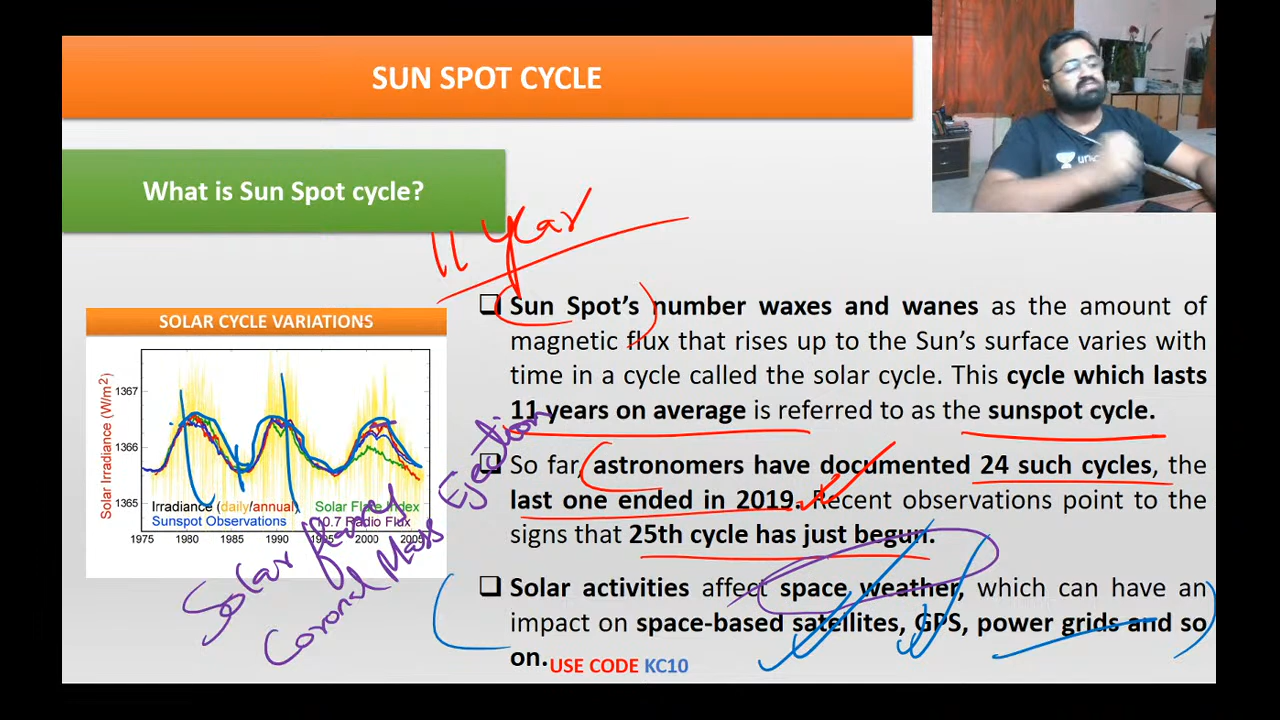 SUN SPOT CYCLE
What is Sun Spot cycle?
11 year
SOLAR CYCLE VARIATIONS
Solar Irradiance (W/m2)
1367
1366
1365
Irradiance (daily/annual)
Sunspot Observations
Solar Flare Index
10.7 Radio Flux
1975 1980 1985 1990 1995 2000 2005
Solar flares
Coronal Mass Ejection
❑ Sun Spot's number waxes and wanes as the amount of
magnetic flux that rises up to the Sun's surface varies with
time in a cycle called the solar cycle. This cycle which lasts
11 years on average is referred to as the sunspot cycle.
❑ So far, astronomers have documented 24 such cycles, the
last one ended in 2019. Recent observations point to the
signs that 25th cycle has just begun.
❑ Solar activities affect space weather, which can have an
impact on space-based satellites, GPS, power grids and so
on.
USE CODE KC10